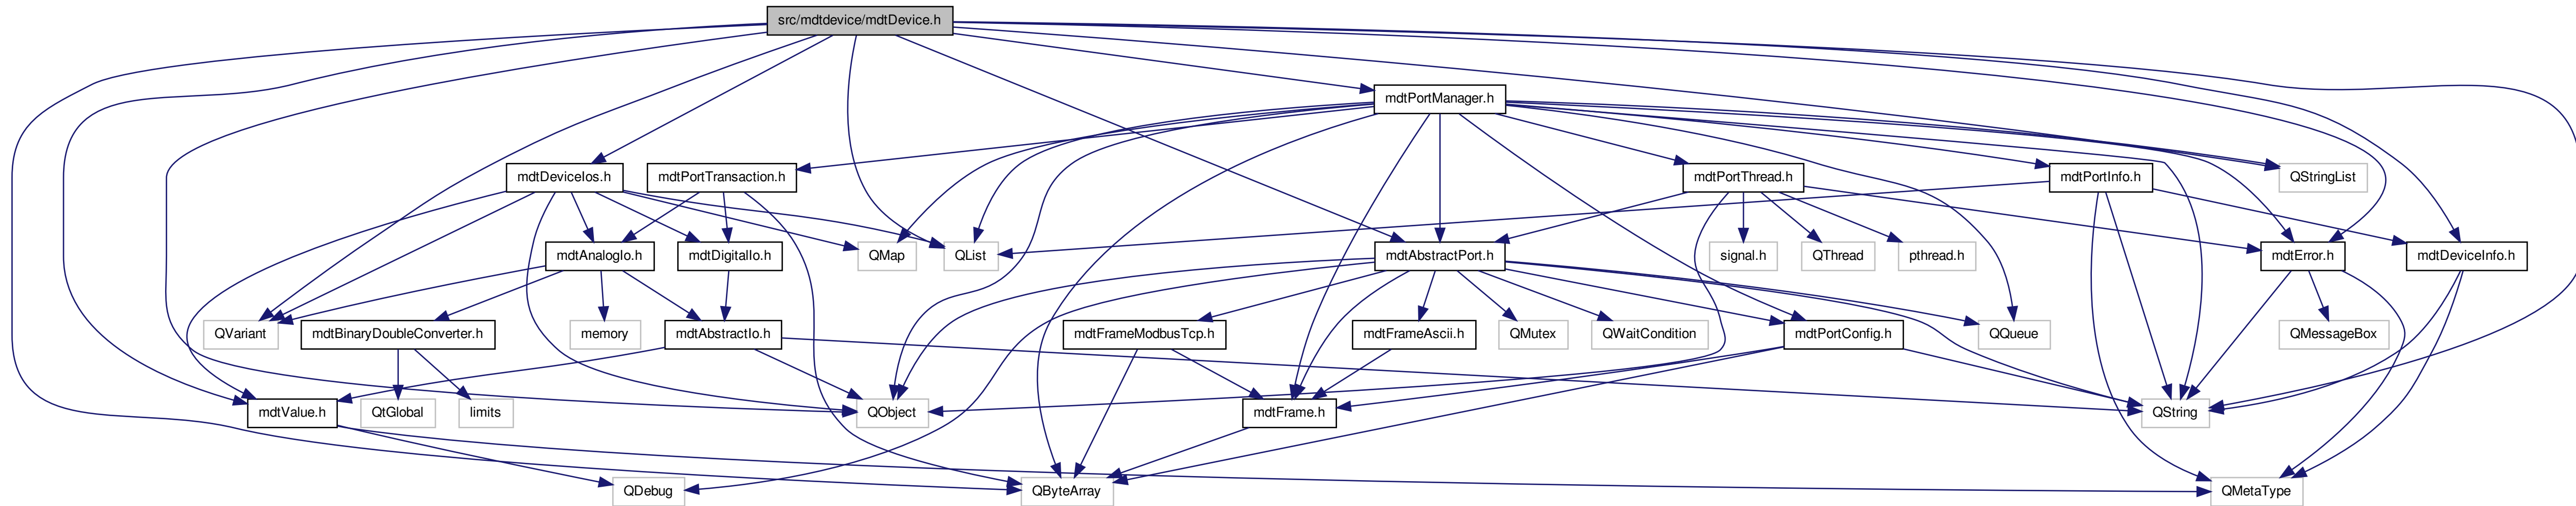 src/mdtdevice/mdtDevice.h
mdtPortManager.h
mdtDeviceIos.h
mdtPortTransaction.h
mdtPortThread.h
mdtPortInfo.h
QStringList
mdtAnalogIo.h
mdtDigitalIo.h
QMap
QList
mdtAbstractPort.h
signal.h
QThread
pthread.h
mdtError.h
mdtDeviceInfo.h
QVariant
mdtBinaryDoubleConverter.h
memory
mdtAbstractIo.h
mdtFrameModbusTcp.h
mdtFrameAscii.h
QMutex
QWaitCondition
mdtPortConfig.h
QQueue
QMessageBox
mdtValue.h
QtGlobal
limits
QObject
mdtFrame.h
QString
QDebug
QByteArray
QMetaType